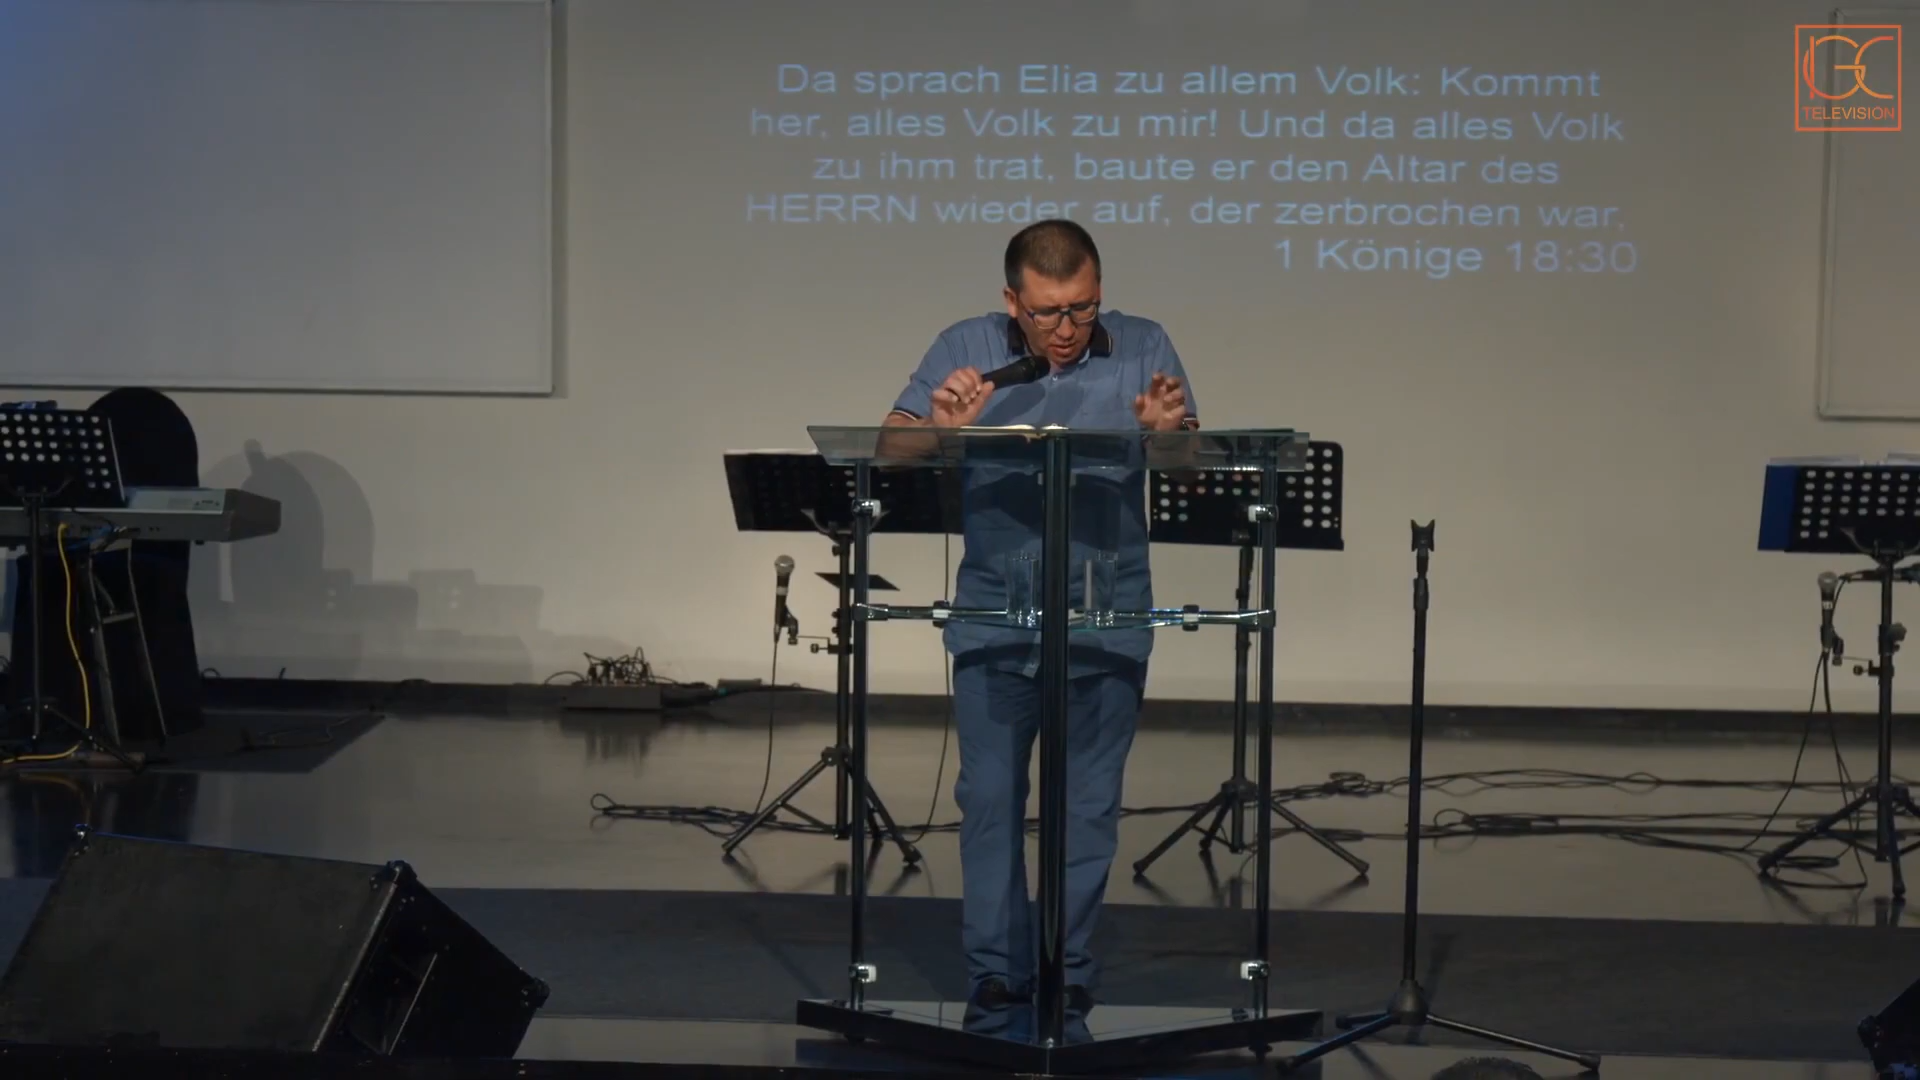 Da sprach Elia zu allem Volk: Kommt
her, alles Volk zu mir! Und da alles Volk
zu ihm trat, baute er den Altar des
HERRN wieder auf, der zerbrochen war,
1 Könige 18:30
GC
TELEVISION